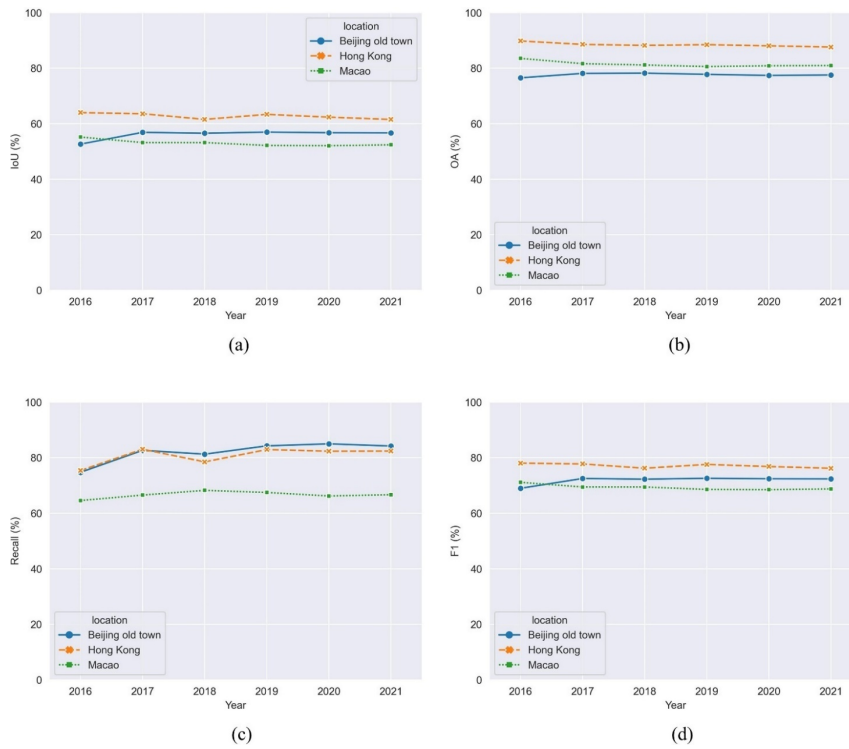 100
80
60
40
20
0
IoU (%)
location
Beijing old town
Hong Kong
Macao
2016 2017 2018 2019 2020 2021
Year
(a)
100
80
60
40
20
0
OA (%)
location
Beijing old town
Hong Kong
Macao
2016 2017 2018 2019 2020 2021
Year
(b)
100
80
60
40
20
0
Recall (%)
location
Beijing old town
Hong Kong
Macao
2016 2017 2018 2019 2020 2021
Year
(c)
100
80
60
40
20
0
F1 (%)
location
Beijing old town
Hong Kong
Macao
2016 2017 2018 2019 2020 2021
Year
(d)